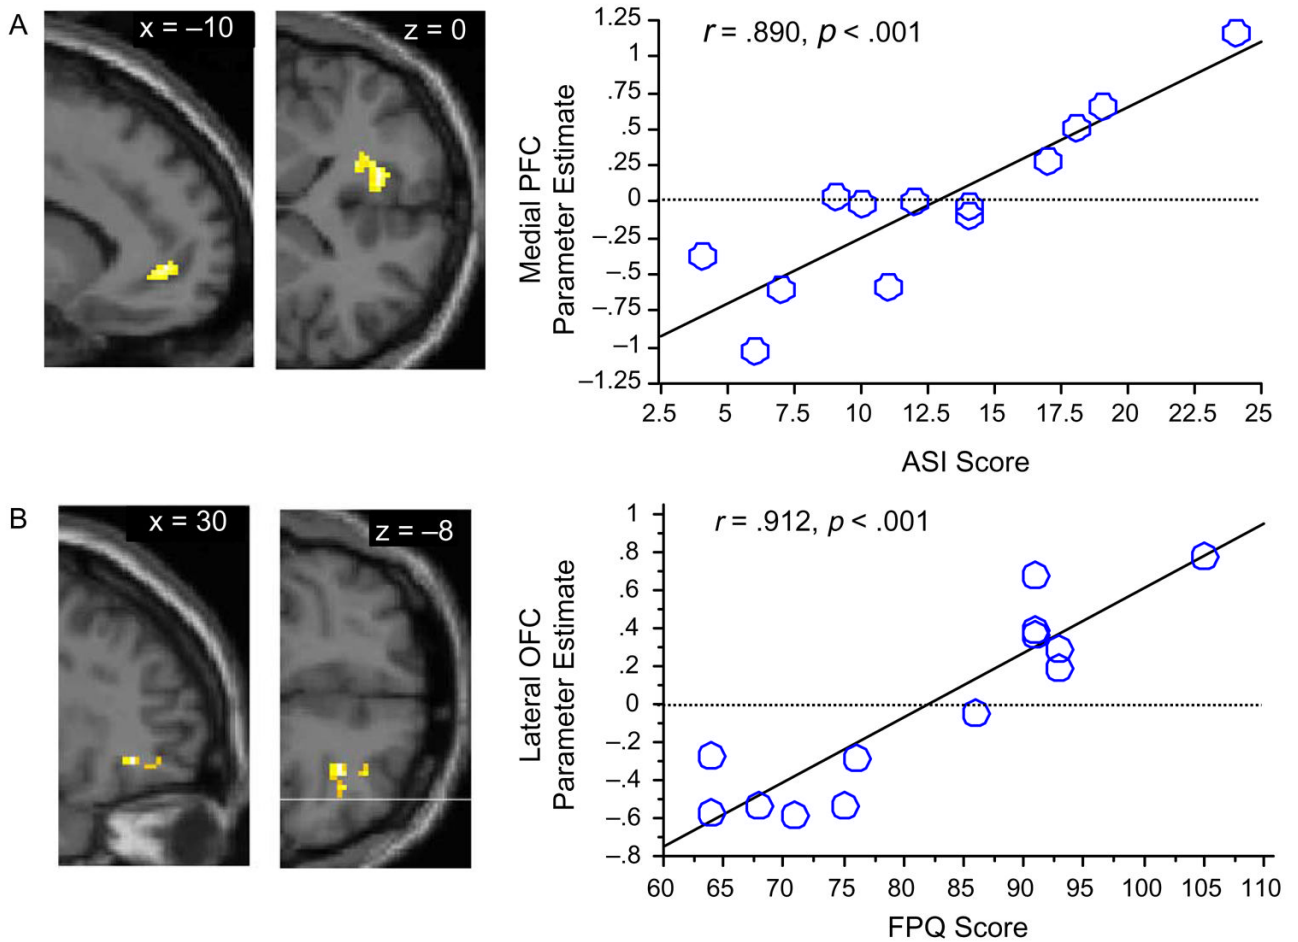 A
x = –10
z = 0
r = .890, p < .001
Medial PFC
Parameter Estimate
1.25
1
.75
.5
.25
0
–.25
–.5
–.75
–1
–1.25
2.5 5 7.5 10 12.5 15 17.5 20 22.5 25
ASI Score
B
x = 30
z = –8
r = .912, p < .001
Lateral OFC
Parameter Estimate
1
.8
.6
.4
.2
0
–.2
–.4
–.6
–.8
60 65 70 75 80 85 90 95 100 105 110
FPQ Score